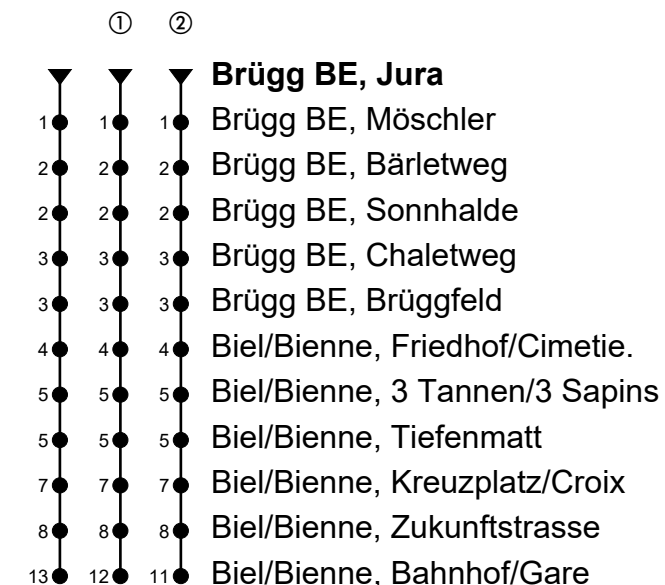 ① ②
Brügg BE, Jura
1 1 1 Brügg BE, Möschler
2 2 2 Brügg BE, Bärletweg
2 2 2 Brügg BE, Sonnhalde
3 3 3 Brügg BE, Chaletweg
3 3 3 Brügg BE, Brüggfeld
4 4 4 Biel/Bienne, Friedhof/Cimetie.
5 5 5 Biel/Bienne, 3 Tannen/3 Sapins
5 5 5 Biel/Bienne, Tiefenmatt
7 7 7 Biel/Bienne, Kreuzplatz/Croix
8 8 8 Biel/Bienne, Zukunftstrasse
13 12 11 Biel/Bienne, Bahnhof/Gare